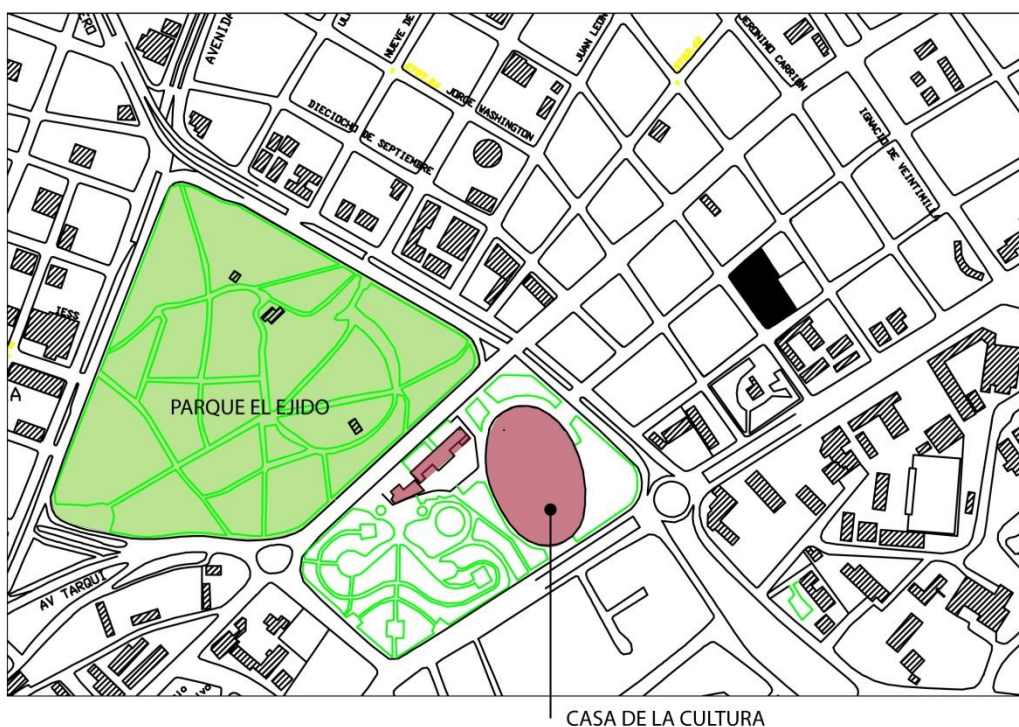 AVENIDA
NUEVE DE
JUAN LEON
JERONIMO CARRION
JORGE WASHINGTON
DIECIOCHO DE SEPTIEMBRE
IGNACIO DE VEINTIMILLA
IESS
A
PARQUE EL EJIDO
AV TARQUI
CASA DE LA CULTURA